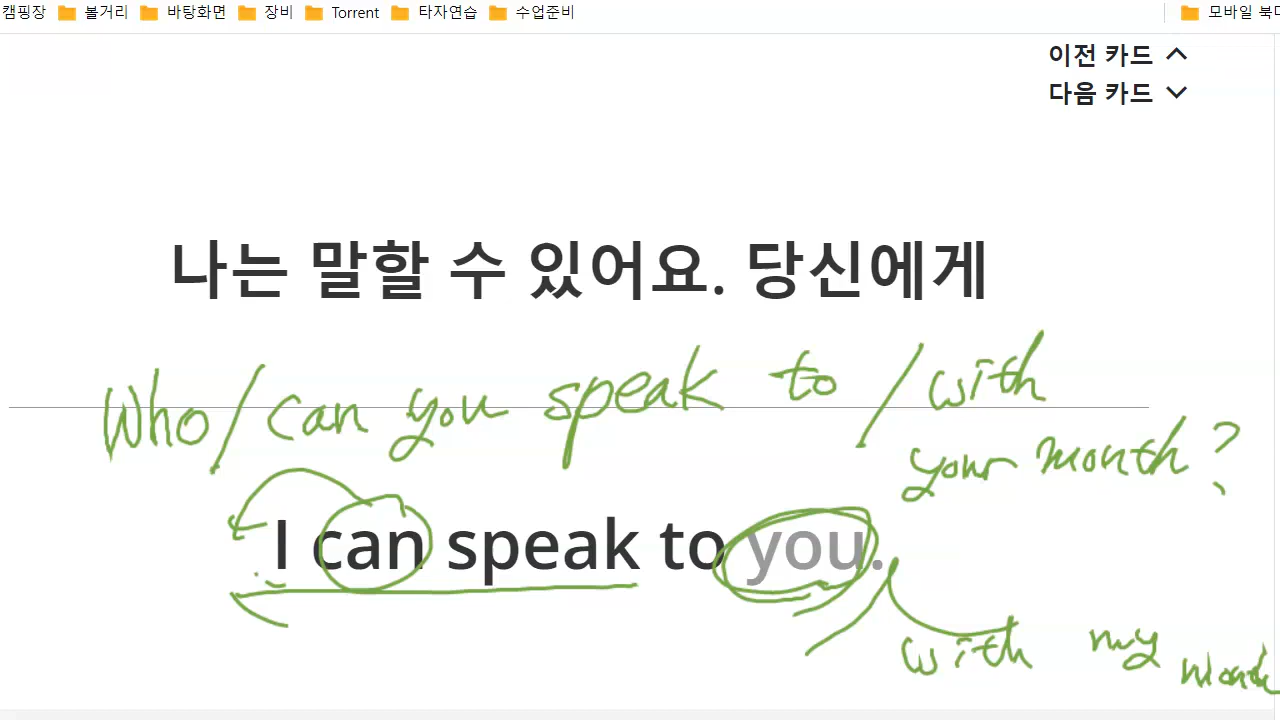 캠핑장 볼거리 바탕화면 장비 Torrent 타자연습 수업준비 모바일 북마
이전 카드
다음 카드
나는 말할 수 있어요. 당신에게
Who / can you speak to / with
your month?
I can speak to you.
with my month